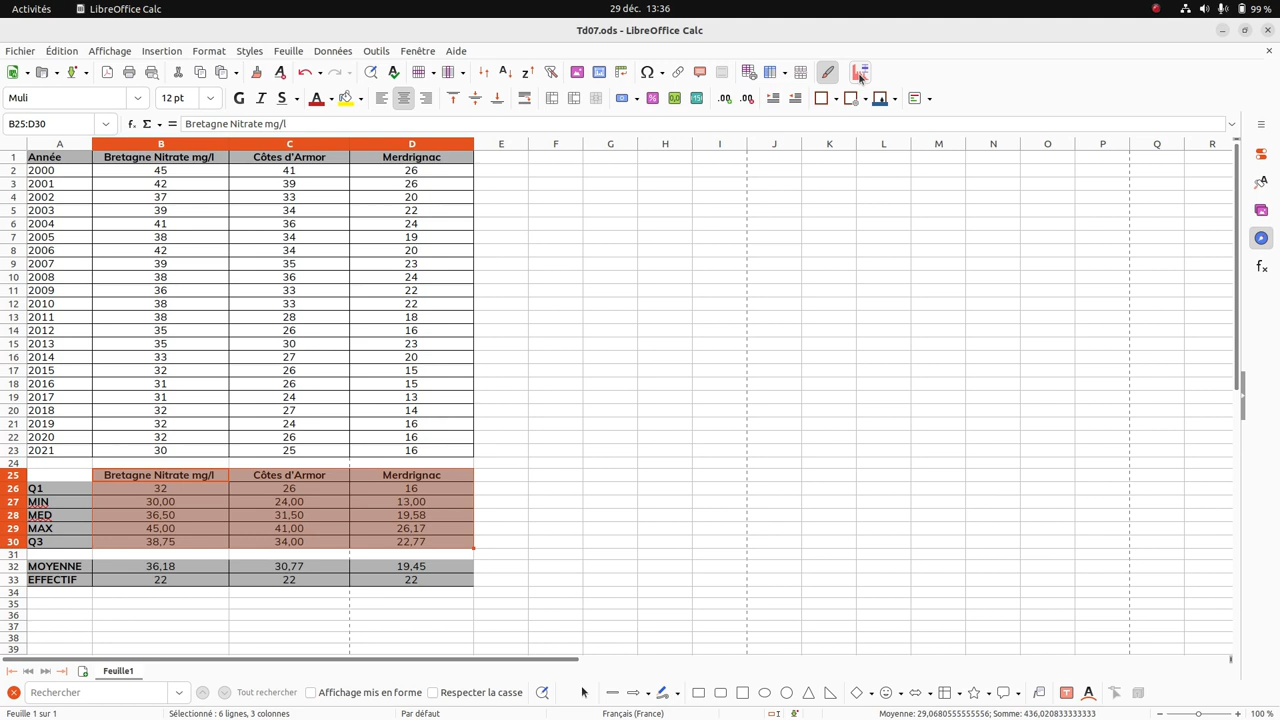 Activités LibreOffice Calc 29 déc. 13:36 99 %
Td07.ods - LibreOffice Calc
Fichier Édition Affichage Insertion Format Styles Feuille Données Outils Fenêtre Aide
Muli 12 pt G I S
B25:D30 fx Σ = Bretagne Nitrate mg/l
A B C D E F G H I J K L M N O P Q R
1 Année Bretagne Nitrate mg/l Côtes d'Armor Merdrignac
2 2000 45 41 26
3 2001 42 39 26
4 2002 37 33 20
5 2003 39 34 22
6 2004 41 36 24
7 2005 38 34 19
8 2006 42 34 20
9 2007 39 35 23
10 2008 38 36 24
11 2009 36 33 22
12 2010 38 33 22
13 2011 38 28 18
14 2012 35 26 16
15 2013 35 30 23
16 2014 33 27 20
17 2015 32 26 15
18 2016 31 26 15
19 2017 31 24 13
20 2018 32 27 14
21 2019 32 24 16
22 2020 32 26 16
23 2021 30 25 16
24
25 Bretagne Nitrate mg/l Côtes d'Armor Merdrignac
26 Q1 32 26 16
27 MIN 30,00 24,00 13,00
28 MED 36,50 31,50 19,58
29 MAX 45,00 41,00 26,17
30 Q3 38,75 34,00 22,77
31
32 MOYENNE 36,18 30,77 19,45
33 EFFECTIF 22 22 22
34
35
36
37
38
39
Feuille1
Rechercher Tout rechercher Affichage mis en forme Respecter la casse
Feuille 1 sur 1 Sélectionné : 6 lignes, 3 colonnes Par défaut Français (France) Moyenne: 29,0680555555556; Somme: 436,020833333333 100 %